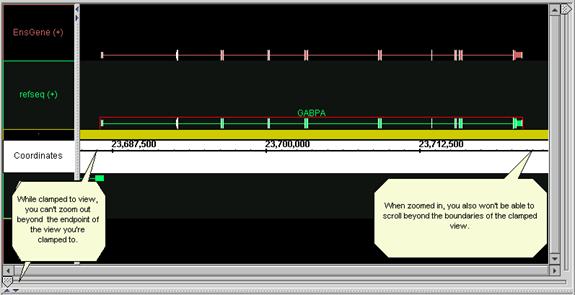 EnsGene (+)
refseq (+)
GABPA
Coordinates
23,687,500 23,700,000 23,712,500
While clamped to view,
you can't zoom out
beyond the endpoint of
the view you're
clamped to.
When zoomed in, you also won't be able to
scroll beyond the boundaries of the clamped
view.